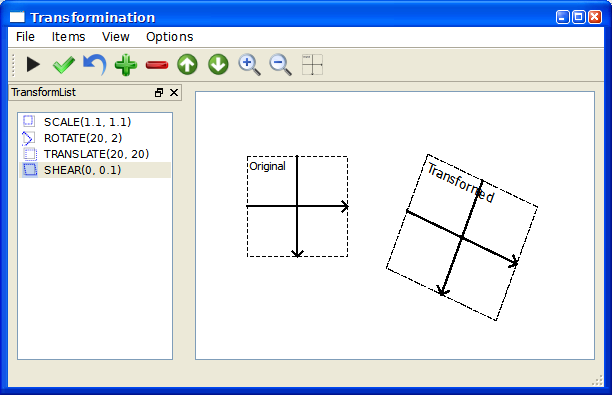 Transformination
File Items View Options
TransformList
SCALE(1.1, 1.1)
ROTATE(20, 2)
TRANSLATE(20, 20)
SHEAR(0, 0.1)
Original
Transformed